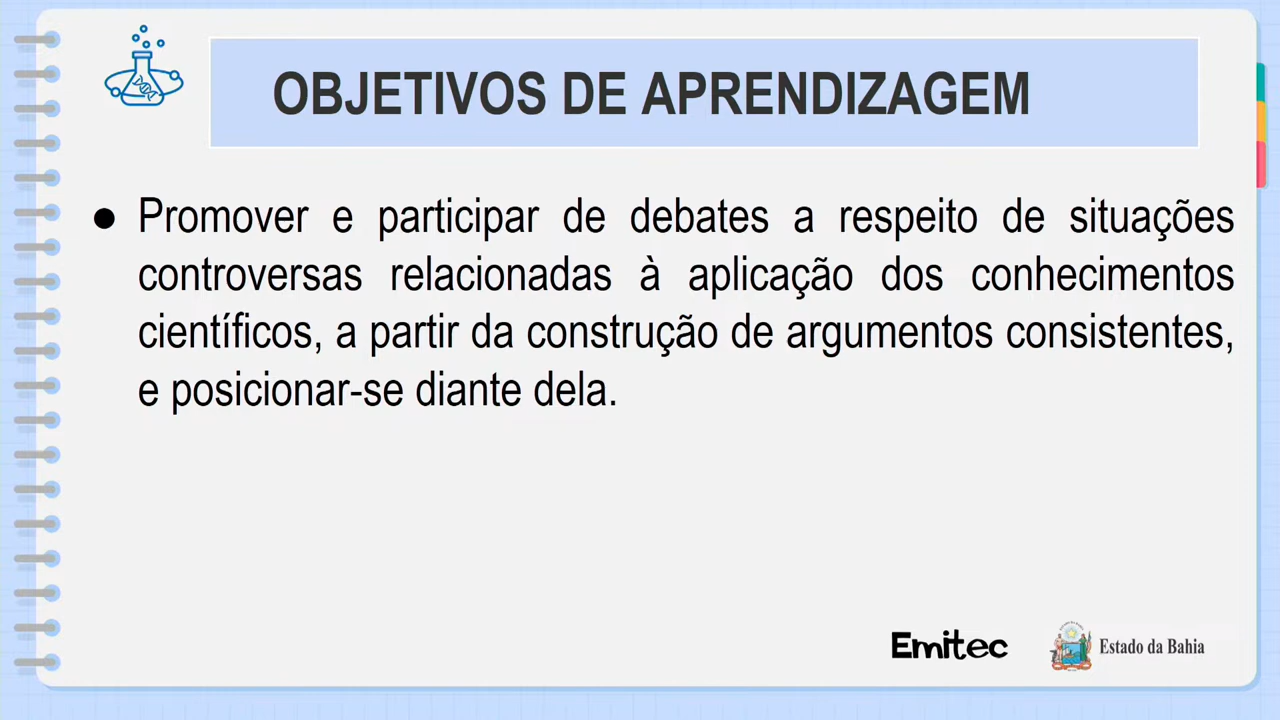 OBJETIVOS DE APRENDIZAGEM
● Promover e participar de debates a respeito de situações
controversas relacionadas à aplicação dos conhecimentos
científicos, a partir da construção de argumentos consistentes,
e posicionar-se diante dela.
Emitec
Estado da Bahia